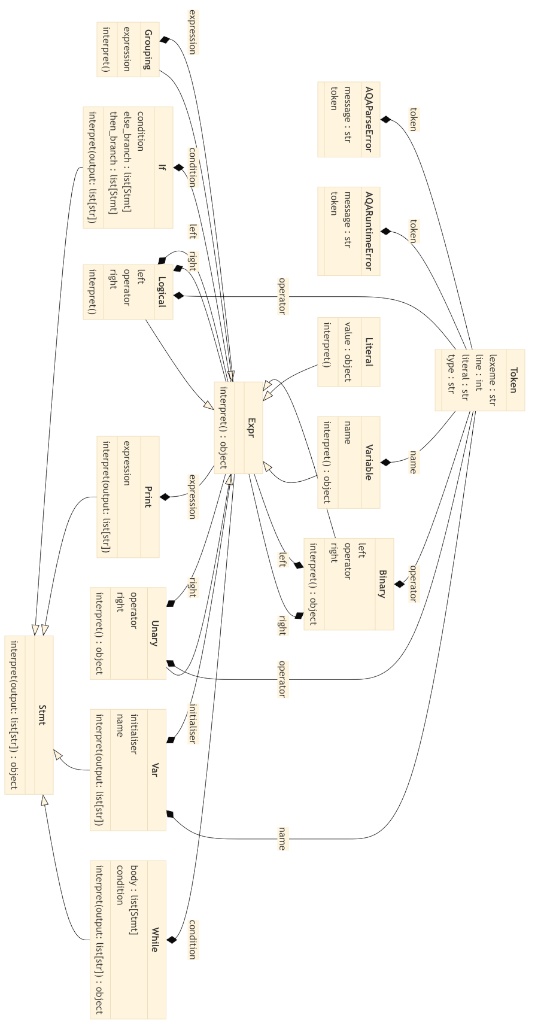 Token
lexeme : str
line : int
literal : str
type : str
token
token
operator
name
operator
operator
name
AQAParseError
message : str
token
AQARuntimeError
message : str
token
Literal
value : object
interpret()
Variable
name
interpret() : object
Binary
left
operator
right
interpret() : object
left
right
Expr
interpret() : object
expression
condition
left
right
expression
right
initialiser
condition
Grouping
expression
interpret()
If
condition
else_branch : list[Stmt]
then_branch : list[Stmt]
interpret(output: list[str])
Logical
left
operator
right
interpret()
Print
expression
interpret(output: list[str])
Unary
operator
right
interpret() : object
Var
initialiser
name
interpret(output: list[str])
While
body : list[Stmt]
condition
interpret(output: list[str]) : object
Stmt
interpret(output: list[str]) : object